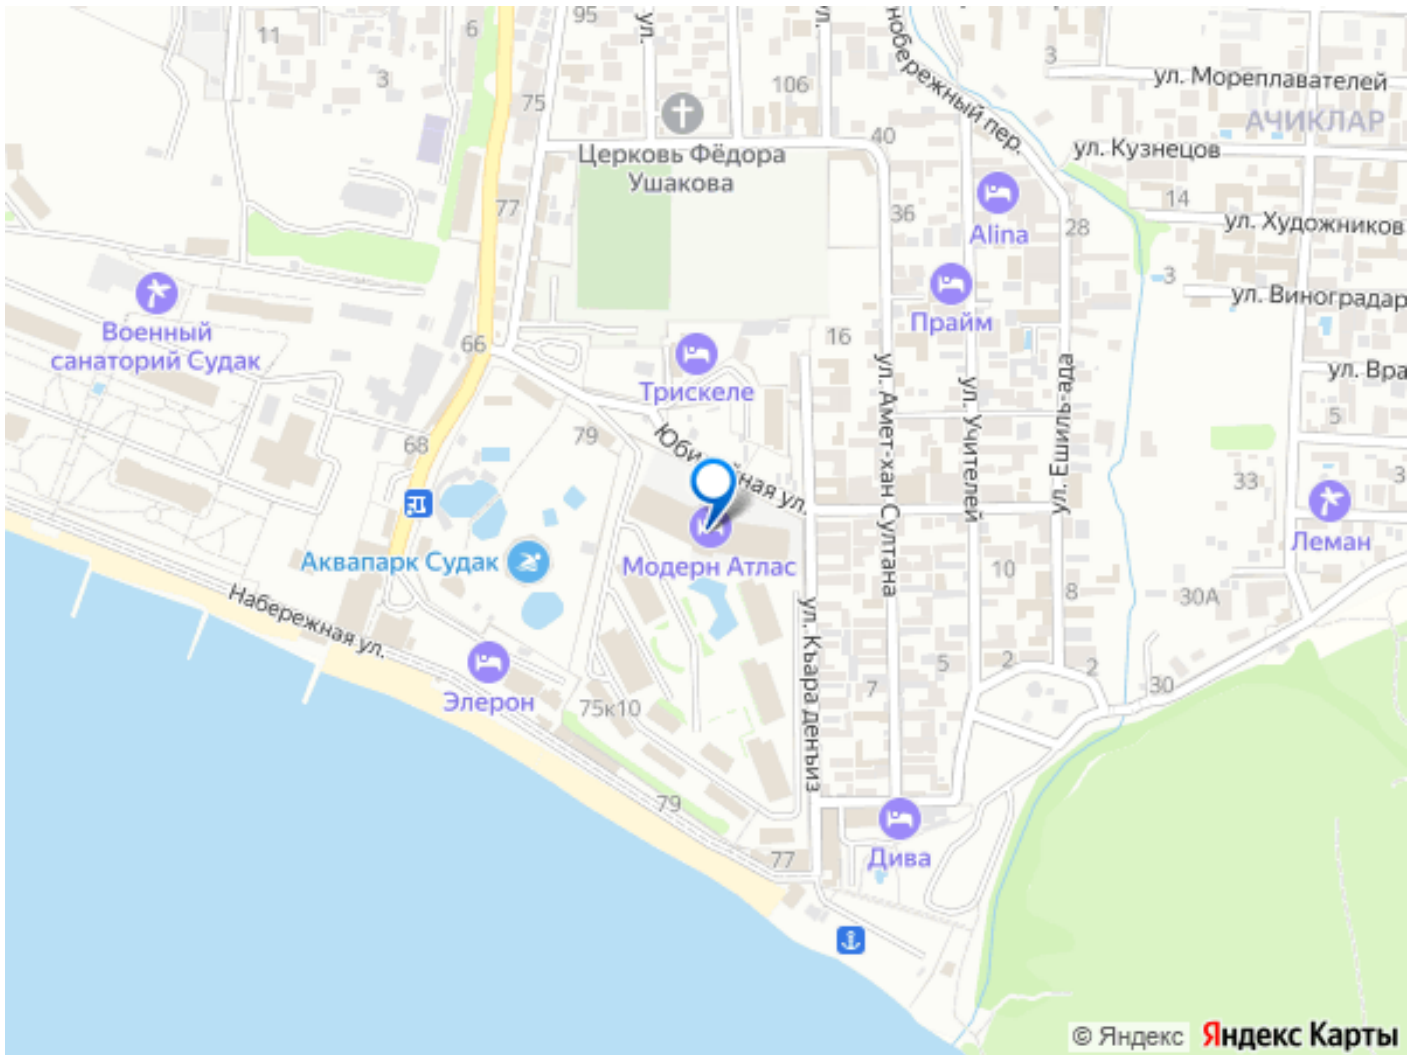 11
6
95
ул.
ул.
3
75
106
нобережный пер.
3
ул. Мореплавателей
АЧИКЛАР
40
Церковь Фёдора
Ушакова
ул. Кузнецов
77
36
Alina
28
14
ул. Художников
3
ул. Виноградар
Военный
санаторий Судак
66
Прайм
16
Трискеле
ул. Вра
5
68
79
ул. Амет-хан Султана
ул. Учителей
ул. Ешиль-ада
33
3
Леман
Аквапарк Судак
Модерн Атлас
10
8
30А
Набережная ул.
ул. Къара денъиз
Элерон
75к10
7
5
2
2
30
79
77
Дива
© Яндекс Яндекс Карты